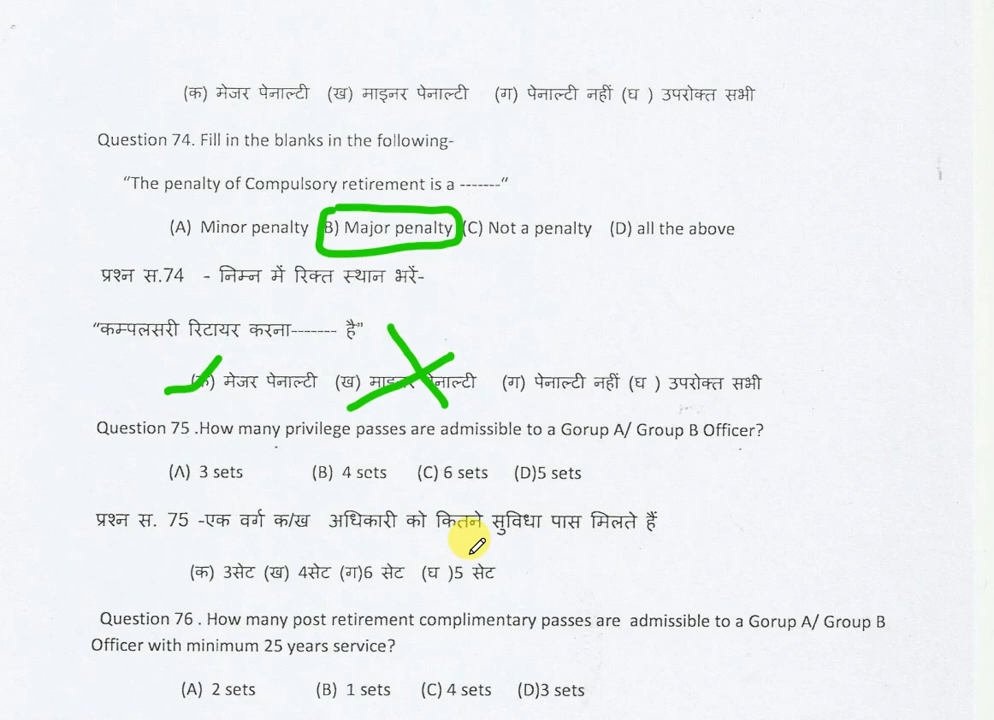 (क) मेजर पेनाल्टी (ख) माइनर पेनाल्टी (ग) पेनाल्टी नहीं (घ ) उपरोक्त सभी
Question 74. Fill in the blanks in the following-
“The penalty of Compulsory retirement is a -------“
(A) Minor penalty (B) Major penalty (C) Not a penalty (D) all the above
प्रश्न स.74 - निम्न में रिक्त स्थान भरें-
“कम्पलसरी रिटायर करना------- है”
(क) मेजर पेनाल्टी (ख) माइनर पेनाल्टी (ग) पेनाल्टी नहीं (घ ) उपरोक्त सभी
Question 75 .How many privilege passes are admissible to a Gorup A/ Group B Officer?
(A) 3 sets (B) 4 sets (C) 6 sets (D)5 sets
प्रश्न स. 75 -एक वर्ग क/ख अधिकारी को कितने सुविधा पास मिलते हैं
(क) 3सेट (ख) 4सेट (ग)6 सेट (घ )5 सेट
Question 76 . How many post retirement complimentary passes are admissible to a Gorup A/ Group B
Officer with minimum 25 years service?
(A) 2 sets (B) 1 sets (C) 4 sets (D)3 sets